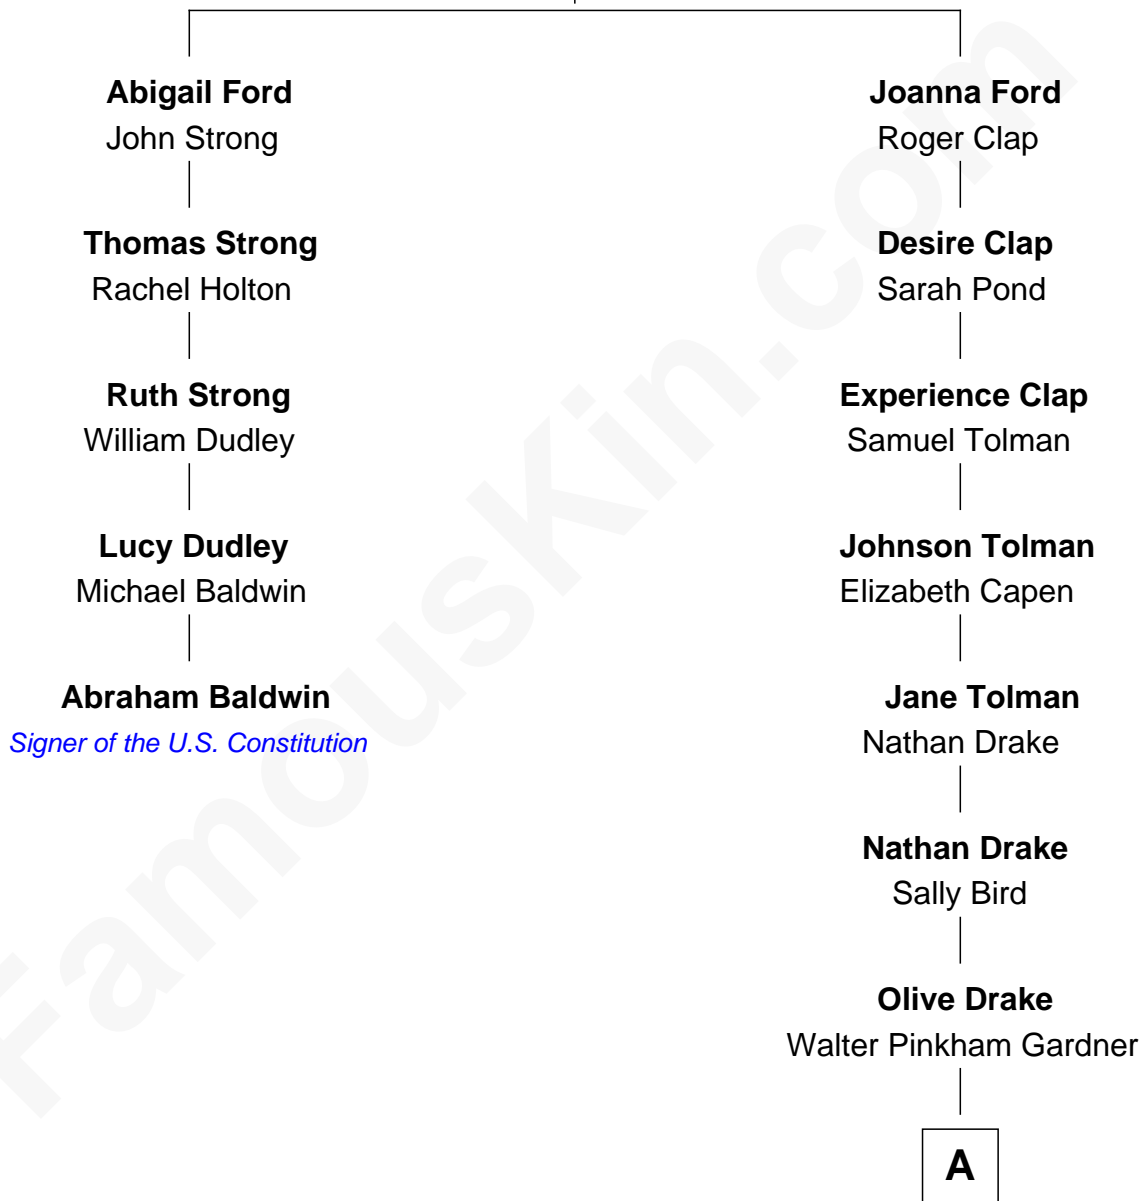 Abigail Ford
John Strong
Thomas Strong
Rachel Holton
Ruth Strong
William Dudley
Lucy Dudley
Michael Baldwin
Abraham Baldwin
Signer of the U.S. Constitution
Joanna Ford
Roger Clap
Desire Clap
Sarah Pond
Experience Clap
Samuel Tolman
Johnson Tolman
Elizabeth Capen
Jane Tolman
Nathan Drake
Nathan Drake
Sally Bird
Olive Drake
Walter Pinkham Gardner
A
FamousKin.com